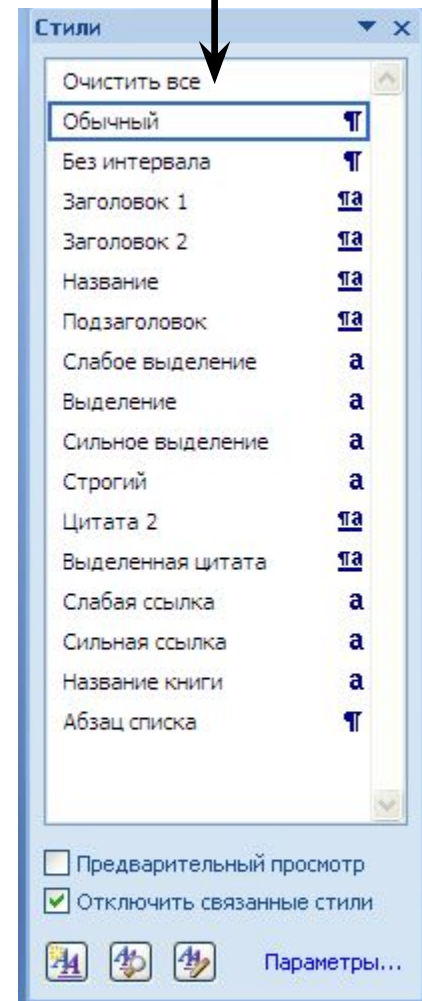 Стили
Очистить все
Обычный ¶
Без интервала ¶
Заголовок 1 ¶a
Заголовок 2 ¶a
Название ¶a
Подзаголовок ¶a
Слабое выделение a
Выделение a
Сильное выделение a
Строгий a
Цитата 2 ¶a
Выделенная цитата ¶a
Слабая ссылка a
Сильная ссылка a
Название книги a
Абзац списка ¶
Предварительный просмотр
Отключить связанные стили
Параметры...